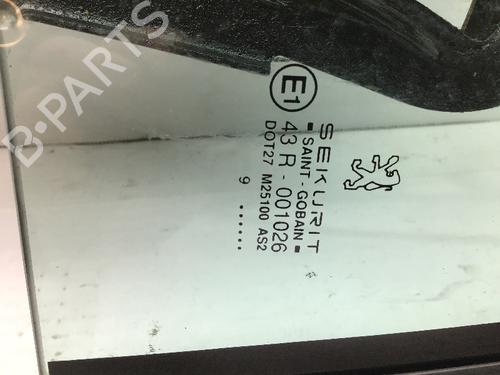 SEKURIT
▪ SAINT - GOBAIN ▪
E1
43 R - 001026
DOT27 M25100 AS2
9 ......
B-PARTS